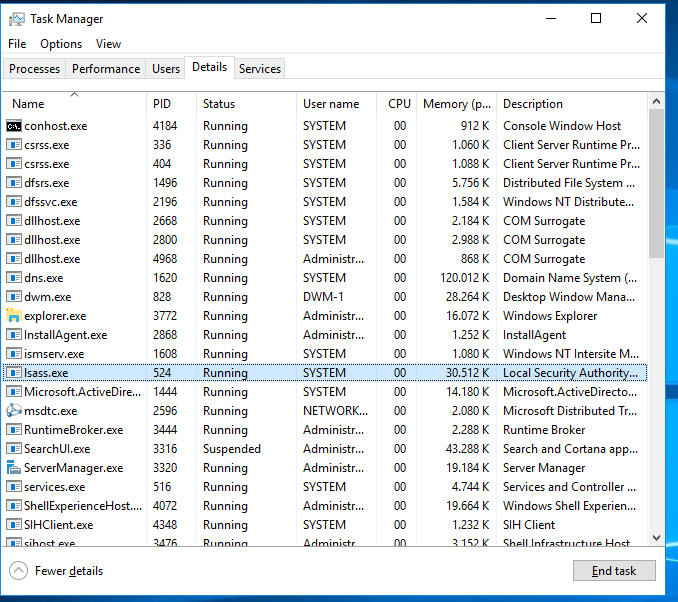 Task Manager
File Options View
Processes Performance Users Details Services
Name PID Status User name CPU Memory (p... Description
conhost.exe 4184 Running SYSTEM 00 912 K Console Window Host
csrss.exe 336 Running SYSTEM 00 1.060 K Client Server Runtime Pr...
csrss.exe 404 Running SYSTEM 00 1.088 K Client Server Runtime Pr...
dfsrs.exe 1496 Running SYSTEM 00 5.756 K Distributed File System ...
dfssvc.exe 2196 Running SYSTEM 00 1.584 K Windows NT Distribute...
dllhost.exe 2668 Running SYSTEM 00 2.184 K COM Surrogate
dllhost.exe 2800 Running SYSTEM 00 2.988 K COM Surrogate
dllhost.exe 4968 Running Administr... 00 868 K COM Surrogate
dns.exe 1620 Running SYSTEM 00 120.012 K Domain Name System (...
dwm.exe 828 Running DWM-1 00 28.264 K Desktop Window Mana...
explorer.exe 3772 Running Administr... 00 16.072 K Windows Explorer
InstallAgent.exe 2868 Running Administr... 00 1.252 K InstallAgent
ismserv.exe 1608 Running SYSTEM 00 1.080 K Windows NT Intersite M...
lsass.exe 524 Running SYSTEM 00 30.512 K Local Security Authority...
Microsoft.ActiveDire... 1444 Running SYSTEM 00 14.180 K Microsoft.ActiveDirecto...
msdtc.exe 2596 Running NETWORK... 00 2.080 K Microsoft Distributed Tr...
RuntimeBroker.exe 3444 Running Administr... 00 2.288 K Runtime Broker
SearchUI.exe 3316 Suspended Administr... 00 43.288 K Search and Cortana app...
ServerManager.exe 3320 Running Administr... 00 19.184 K Server Manager
services.exe 516 Running SYSTEM 00 4.744 K Services and Controller ...
ShellExperienceHost.... 4072 Running Administr... 00 19.664 K Windows Shell Experien...
SIHClient.exe 4348 Running SYSTEM 00 1.232 K SIH Client
sihost.exe 3476 Running Administr... 00 3.152 K Shell Infrastructure Host
Fewer details End task